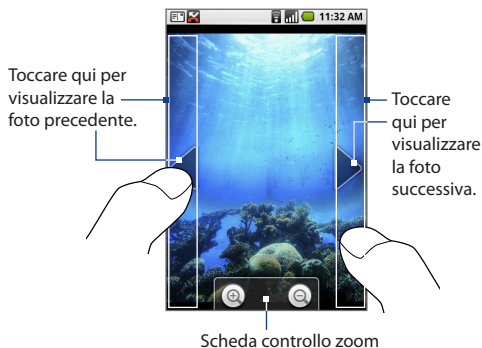 11:32 AM
Toccare qui per
visualizzare la
foto precedente.
Toccare
qui per
visualizzare
la foto
successiva.
Scheda controllo zoom